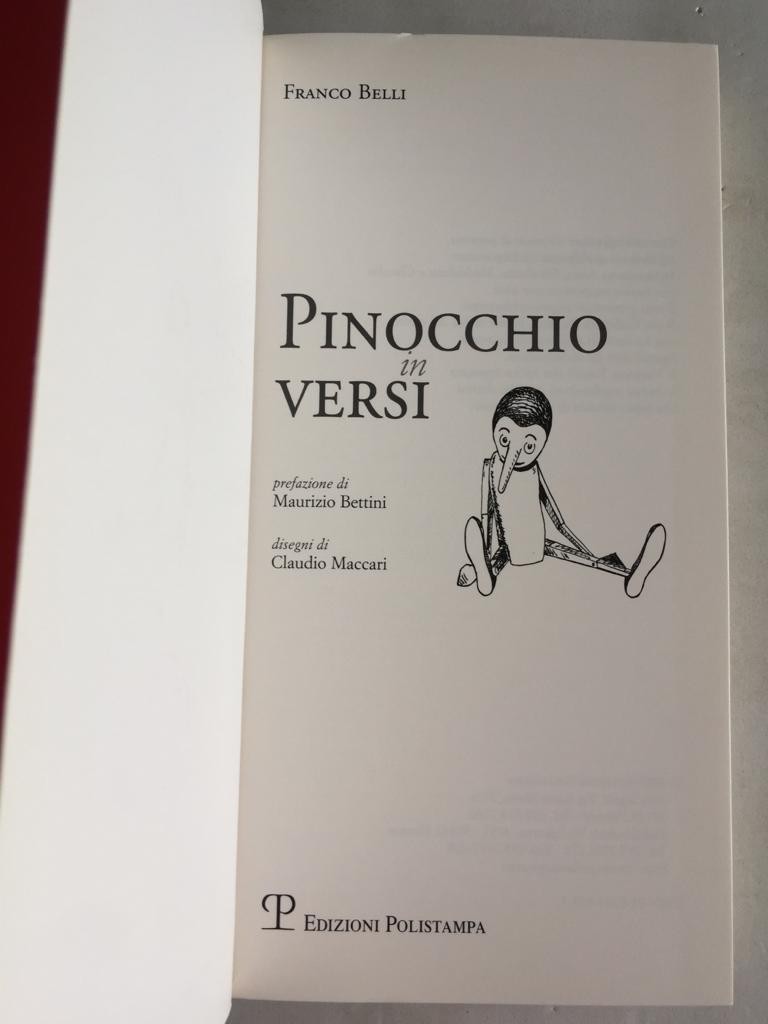 Franco Belli
Pinocchio
in
versi
prefazione di
Maurizio Bettini
disegni di
Claudio Maccari
P Edizioni Polistampa